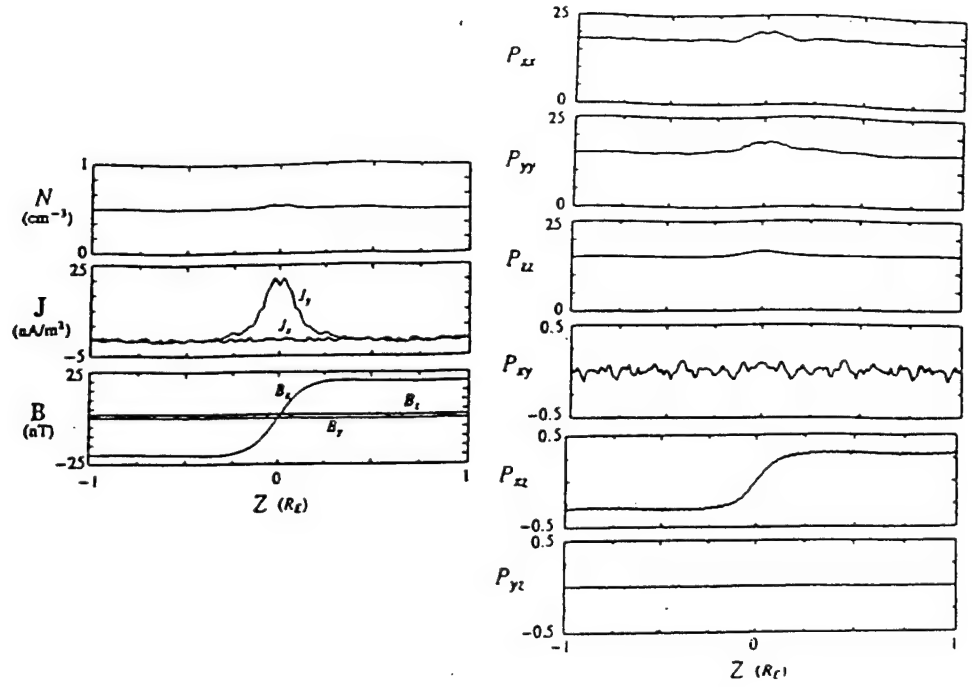 1
N
(cm⁻³)
0
25
J
(nA/m²)
-5
J_y
J_x
25
B
(nT)
-25
B_x
B_z
B_y
-1
0
1
Z (R_E)
25
P_xx
0
25
P_yy
0
25
P_zz
0
0.5
P_xy
-0.5
0.5
P_xz
-0.5
0.5
P_yz
-0.5
-1
0
1
Z (R_E)